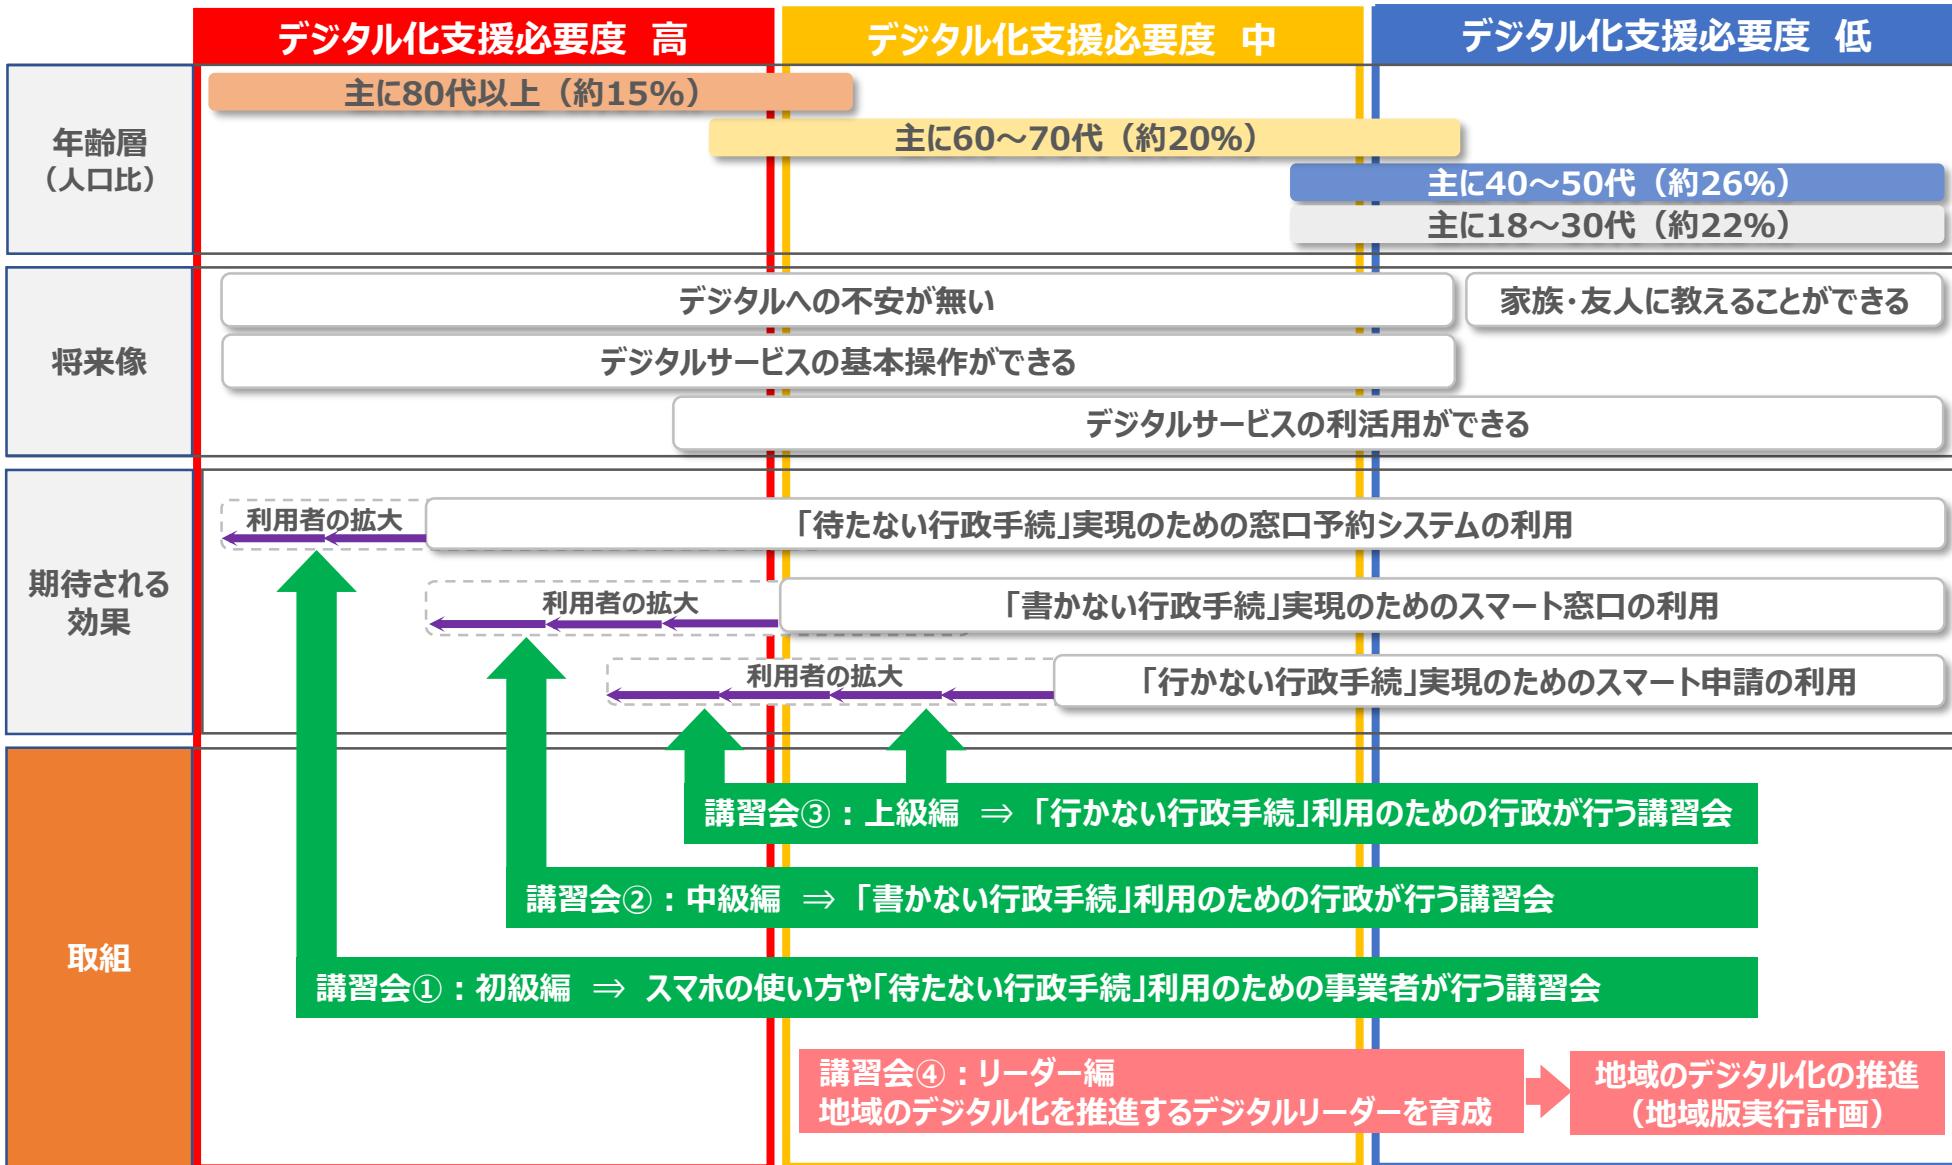 デジタル化支援必要度 高
デジタル化支援必要度 中
デジタル化支援必要度 低
年齢層
（人口比）
主に80代以上（約15%）
主に60～70代（約20%）
主に40～50代（約26%）
主に18～30代（約22%）
将来像
デジタルへの不安が無い
家族・友人に教えることができる
デジタルサービスの基本操作ができる
デジタルサービスの利活用ができる
期待される
効果
利用者の拡大
「待たない行政手続」実現のための窓口予約システムの利用
利用者の拡大
「書かない行政手続」実現のためのスマート窓口の利用
利用者の拡大
「行かない行政手続」実現のためのスマート申請の利用
取組
講習会③：上級編 ⇒ 「行かない行政手続」利用のための行政が行う講習会
講習会②：中級編 ⇒ 「書かない行政手続」利用のための行政が行う講習会
講習会①：初級編 ⇒ スマホの使い方や「待たない行政手続」利用のための事業者が行う講習会
講習会④：リーダー編
地域のデジタル化を推進するデジタルリーダーを育成
地域のデジタル化の推進
（地域版実行計画）